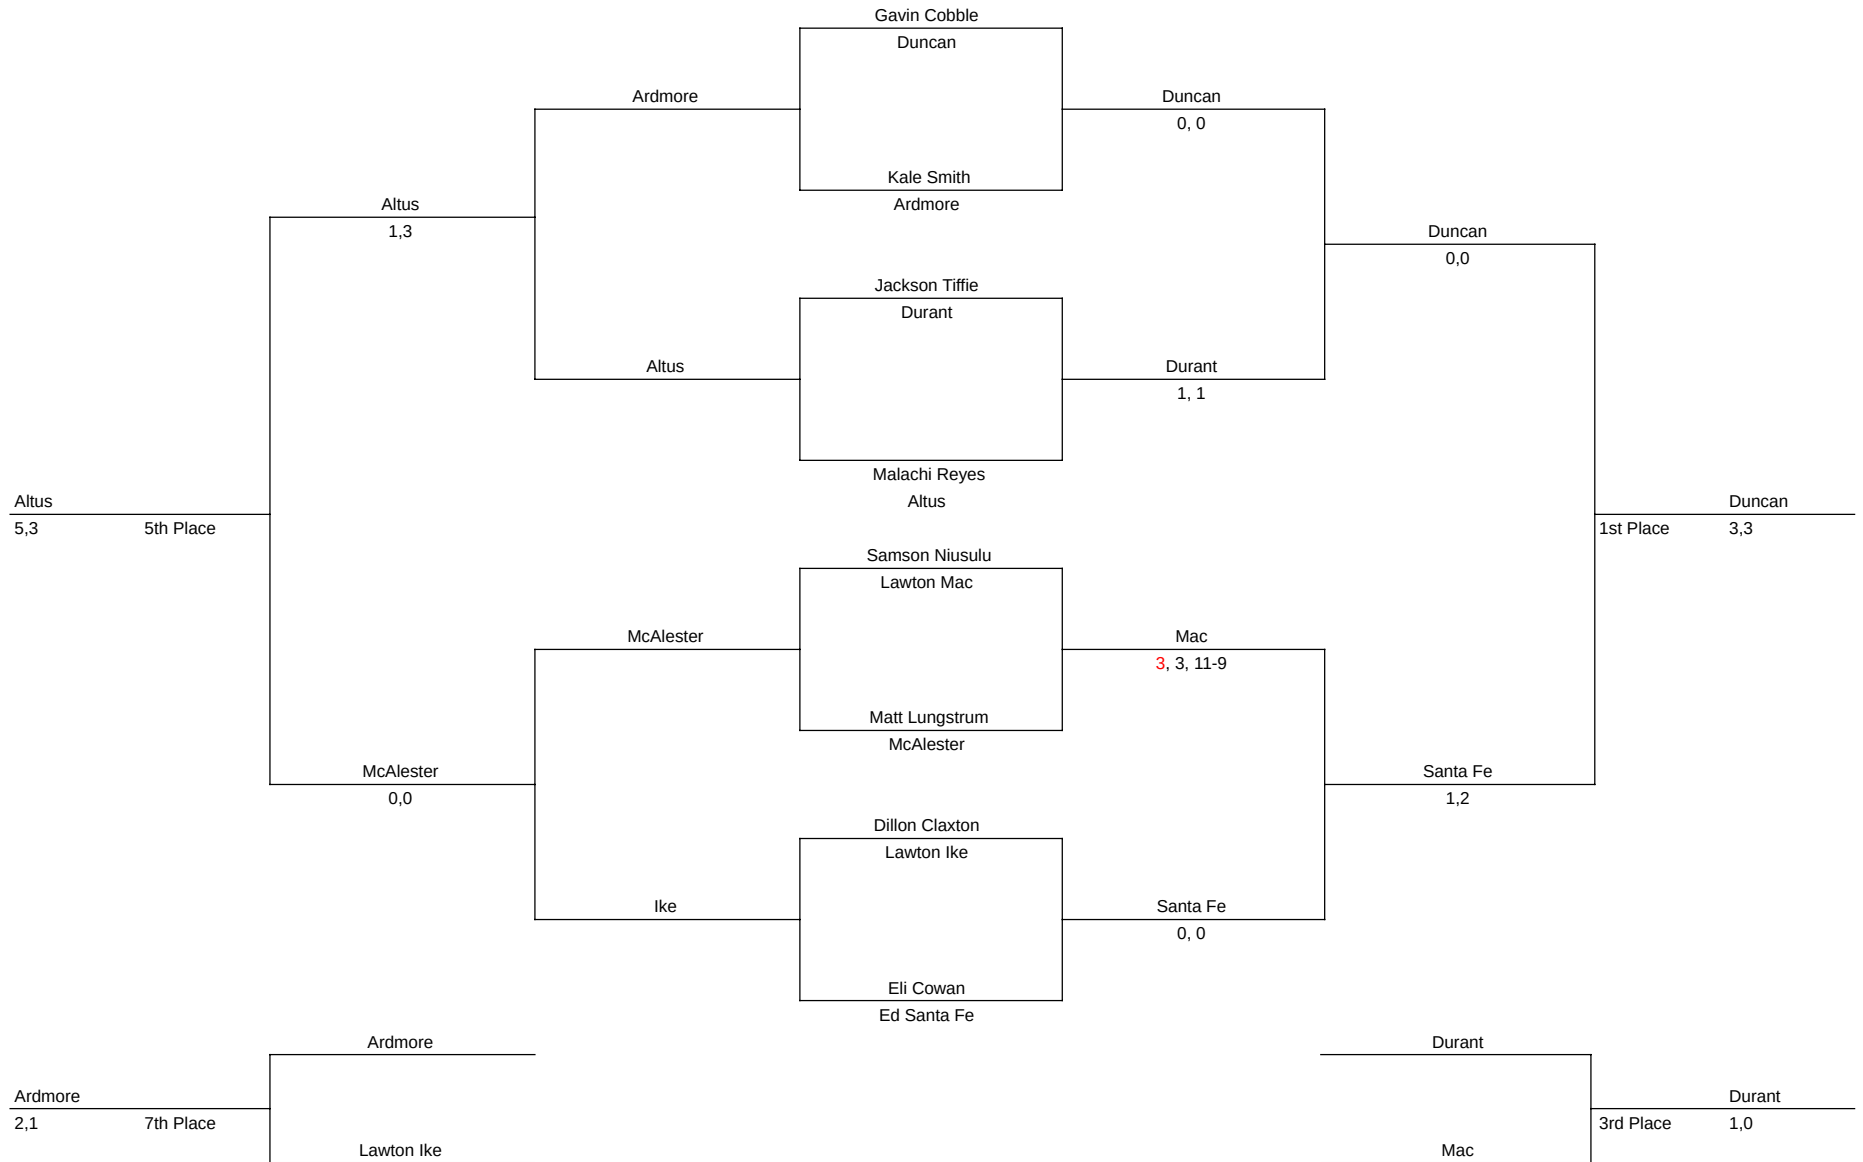 Gavin Cobble
Duncan
Ardmore
Duncan
0, 0
Kale Smith
Altus
Ardmore
1,3
Duncan
0,0
Jackson Tiffie
Durant
Altus
Durant
1, 1
Malachi Reyes
Altus
Altus
Duncan
5,3 5th Place
1st Place 3,3
Samson Niusulu
Lawton Mac
McAlester
Mac
3, 3, 11-9
Matt Lungstrum
McAlester
McAlester
Santa Fe
0,0
1,2
Dillon Claxton
Lawton Ike
Ike
Santa Fe
0, 0
Eli Cowan
Ed Santa Fe
Ardmore
Durant
Ardmore
Durant
2,1 7th Place
3rd Place 1,0
Lawton Ike
Mac